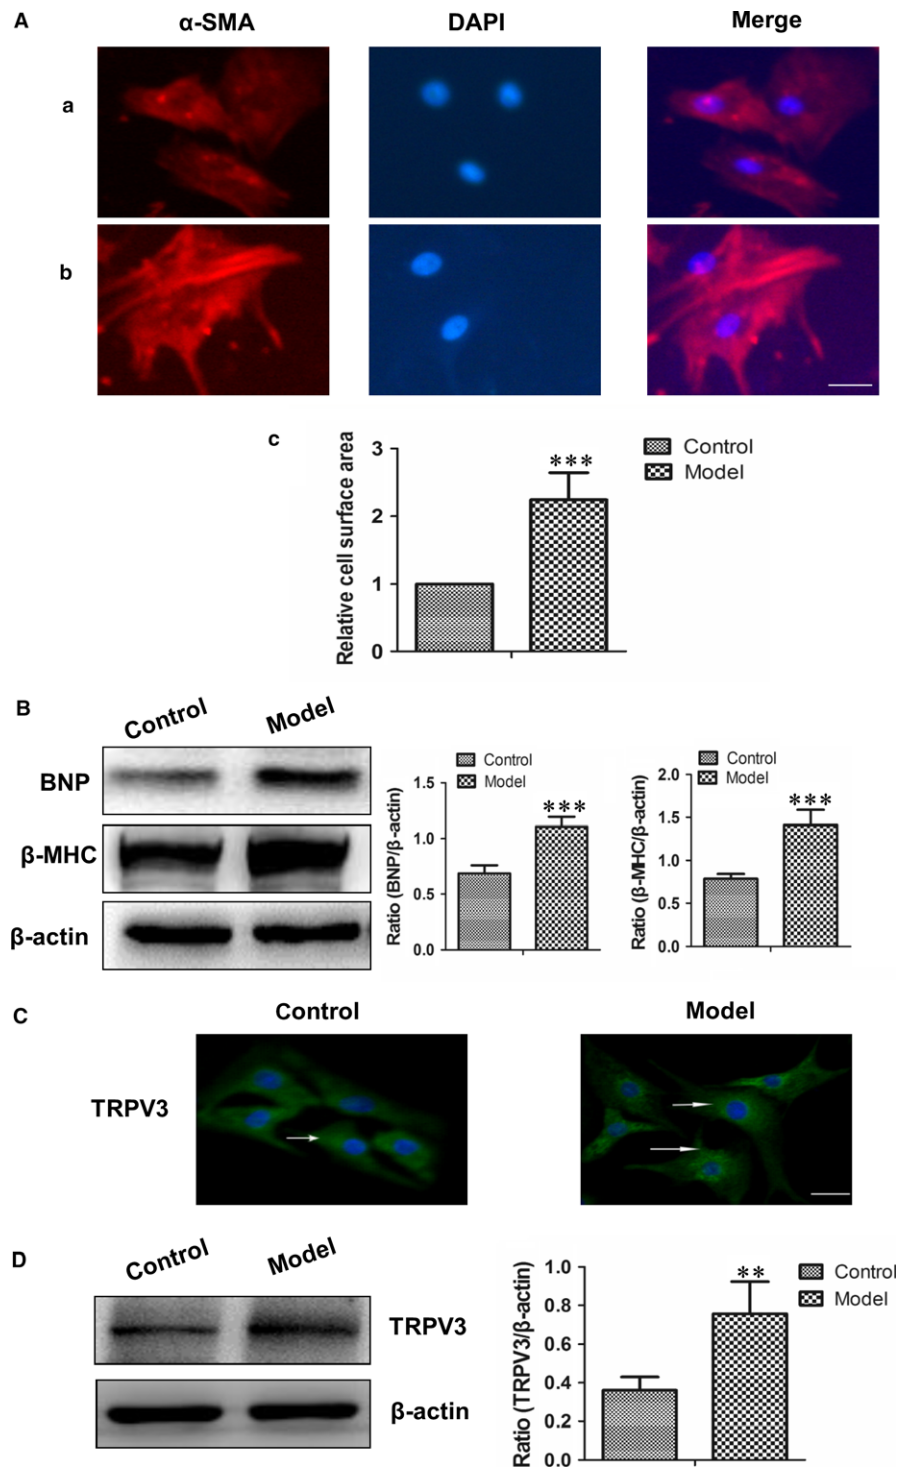 A
α-SMA
DAPI
Merge
a
b
c
Relative cell surface area
3
2
1
0
***
Control
Model
B
Control
Model
BNP
β-MHC
β-actin
Ratio (BNP/β-actin)
1.5
1.0
0.5
0.0
Control
Model
***
Ratio (β-MHC/β-actin)
2.0
1.5
1.0
0.5
0.0
Control
Model
***
C
Control
Model
TRPV3
D
Control
Model
TRPV3
β-actin
Ratio (TRPV3/β-actin)
1.0
0.8
0.6
0.4
0.2
0.0
**
Control
Model